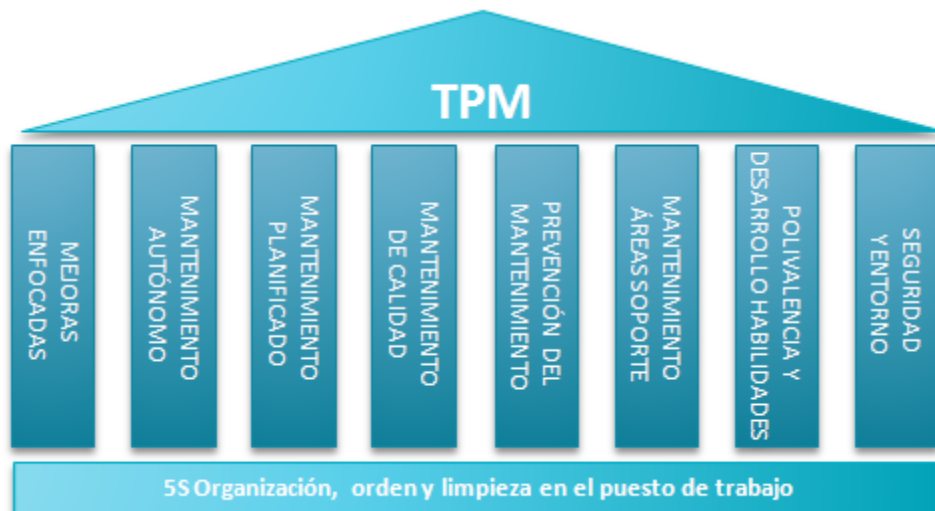 TPM
MEJORAS
ENFOCADAS
MANTENIMIENTO
AUTÓNOMO
MANTENIMIENTO
PLANIFICADO
MANTENIMIENTO
DE CALIDAD
PREVENCIÓN DEL
MANTENIMIENTO
MANTENIMIENTO
ÁREAS SOPORTE
POLIVALENCIA Y
DESARROLLO HABILIDADES
SEGURIDAD
Y ENTORNO
5S Organización, orden y limpieza en el puesto de trabajo